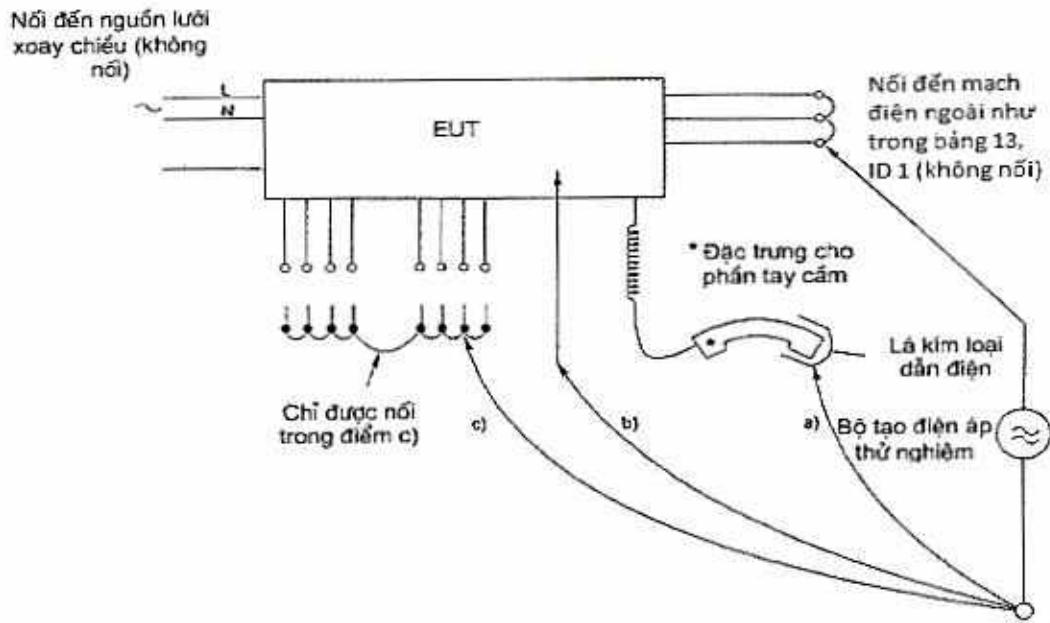 Nối đến nguồn lưới
xoay chiều (không
nối)
L
N
EUT
Nối đến mạch
điện ngoài như
trong bảng 13,
ID 1 (không nối)
* Đặc trưng cho
phần tay cầm
*
Lá kim loại
dẫn điện
Chỉ được nối
trong điểm c)
c)
b)
a)
Bộ tạo điện áp
thử nghiệm